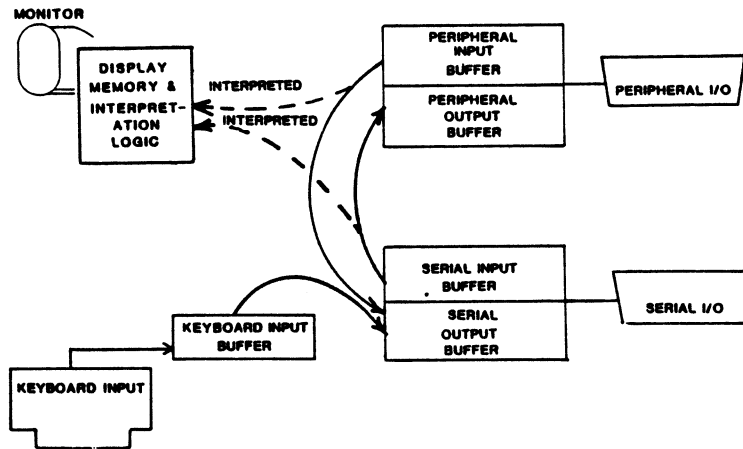 MONITOR
DISPLAY
MEMORY &
INTERPRET-
ATION
LOGIC
INTERPRETED
INTERPRETED
PERIPHERAL
INPUT
BUFFER
PERIPHERAL
OUTPUT
BUFFER
PERIPHERAL I/O
SERIAL INPUT
BUFFER
SERIAL
OUTPUT
BUFFER
SERIAL I/O
KEYBOARD INPUT
BUFFER
KEYBOARD INPUT